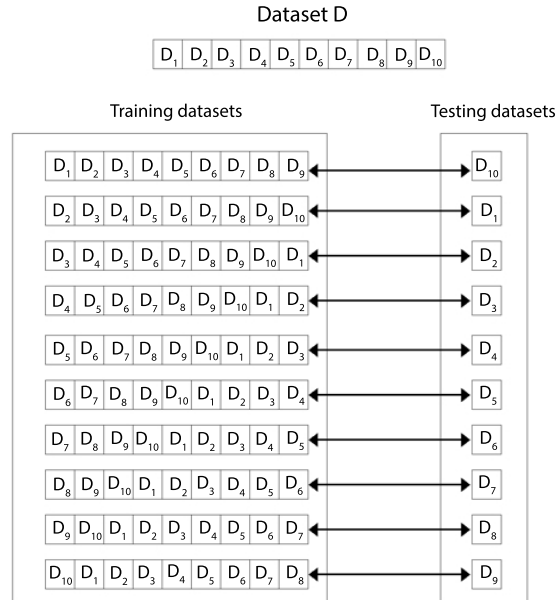 Dataset D
D1 D2 D3 D4 D5 D6 D7 D8 D9 D10
Training datasets Testing datasets
D1 D2 D3 D4 D5 D6 D7 D8 D9 D10
D2 D3 D4 D5 D6 D7 D8 D9 D10 D1
D3 D4 D5 D6 D7 D8 D9 D10 D1 D2
D4 D5 D6 D7 D8 D9 D10 D1 D2 D3
D5 D6 D7 D8 D9 D10 D1 D2 D3 D4
D6 D7 D8 D9 D10 D1 D2 D3 D4 D5
D7 D8 D9 D10 D1 D2 D3 D4 D5 D6
D8 D9 D10 D1 D2 D3 D4 D5 D6 D7
D9 D10 D1 D2 D3 D4 D5 D6 D7 D8
D10 D1 D2 D3 D4 D5 D6 D7 D8 D9